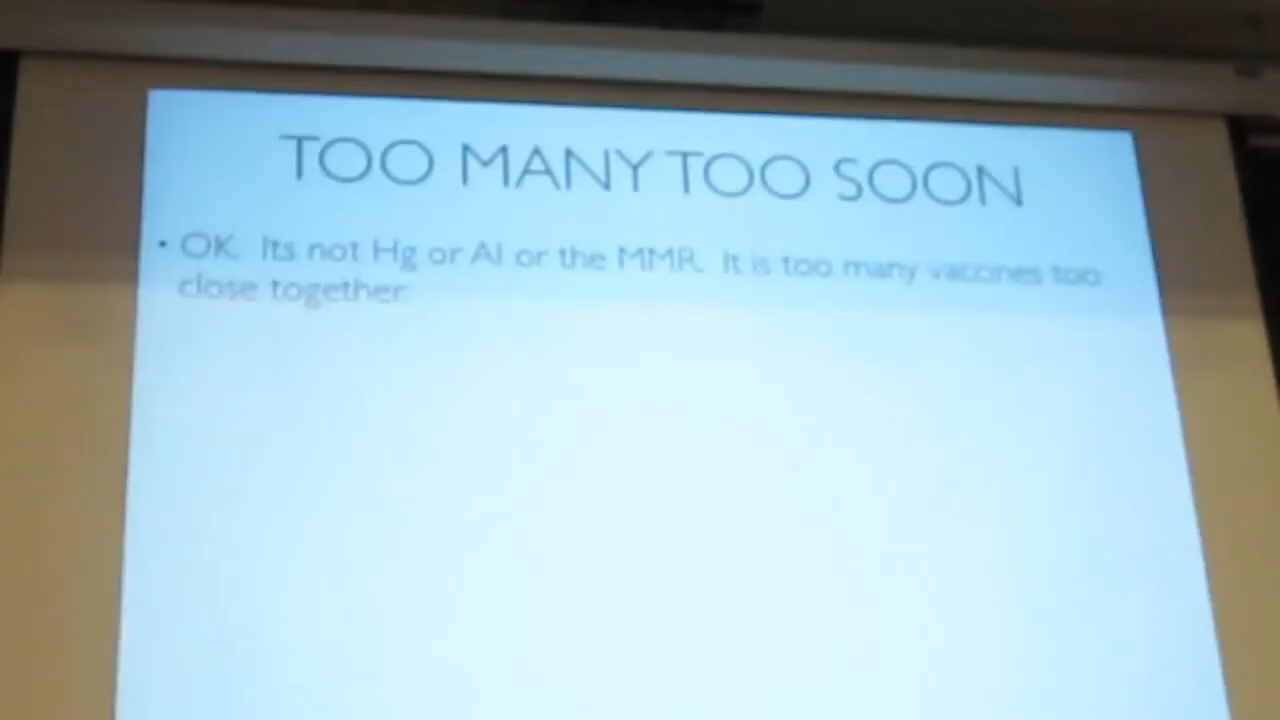 TOO MANY TOO SOON
• OK. Its not Hg or Al or the MMR. It is too many vaccines too
close together.